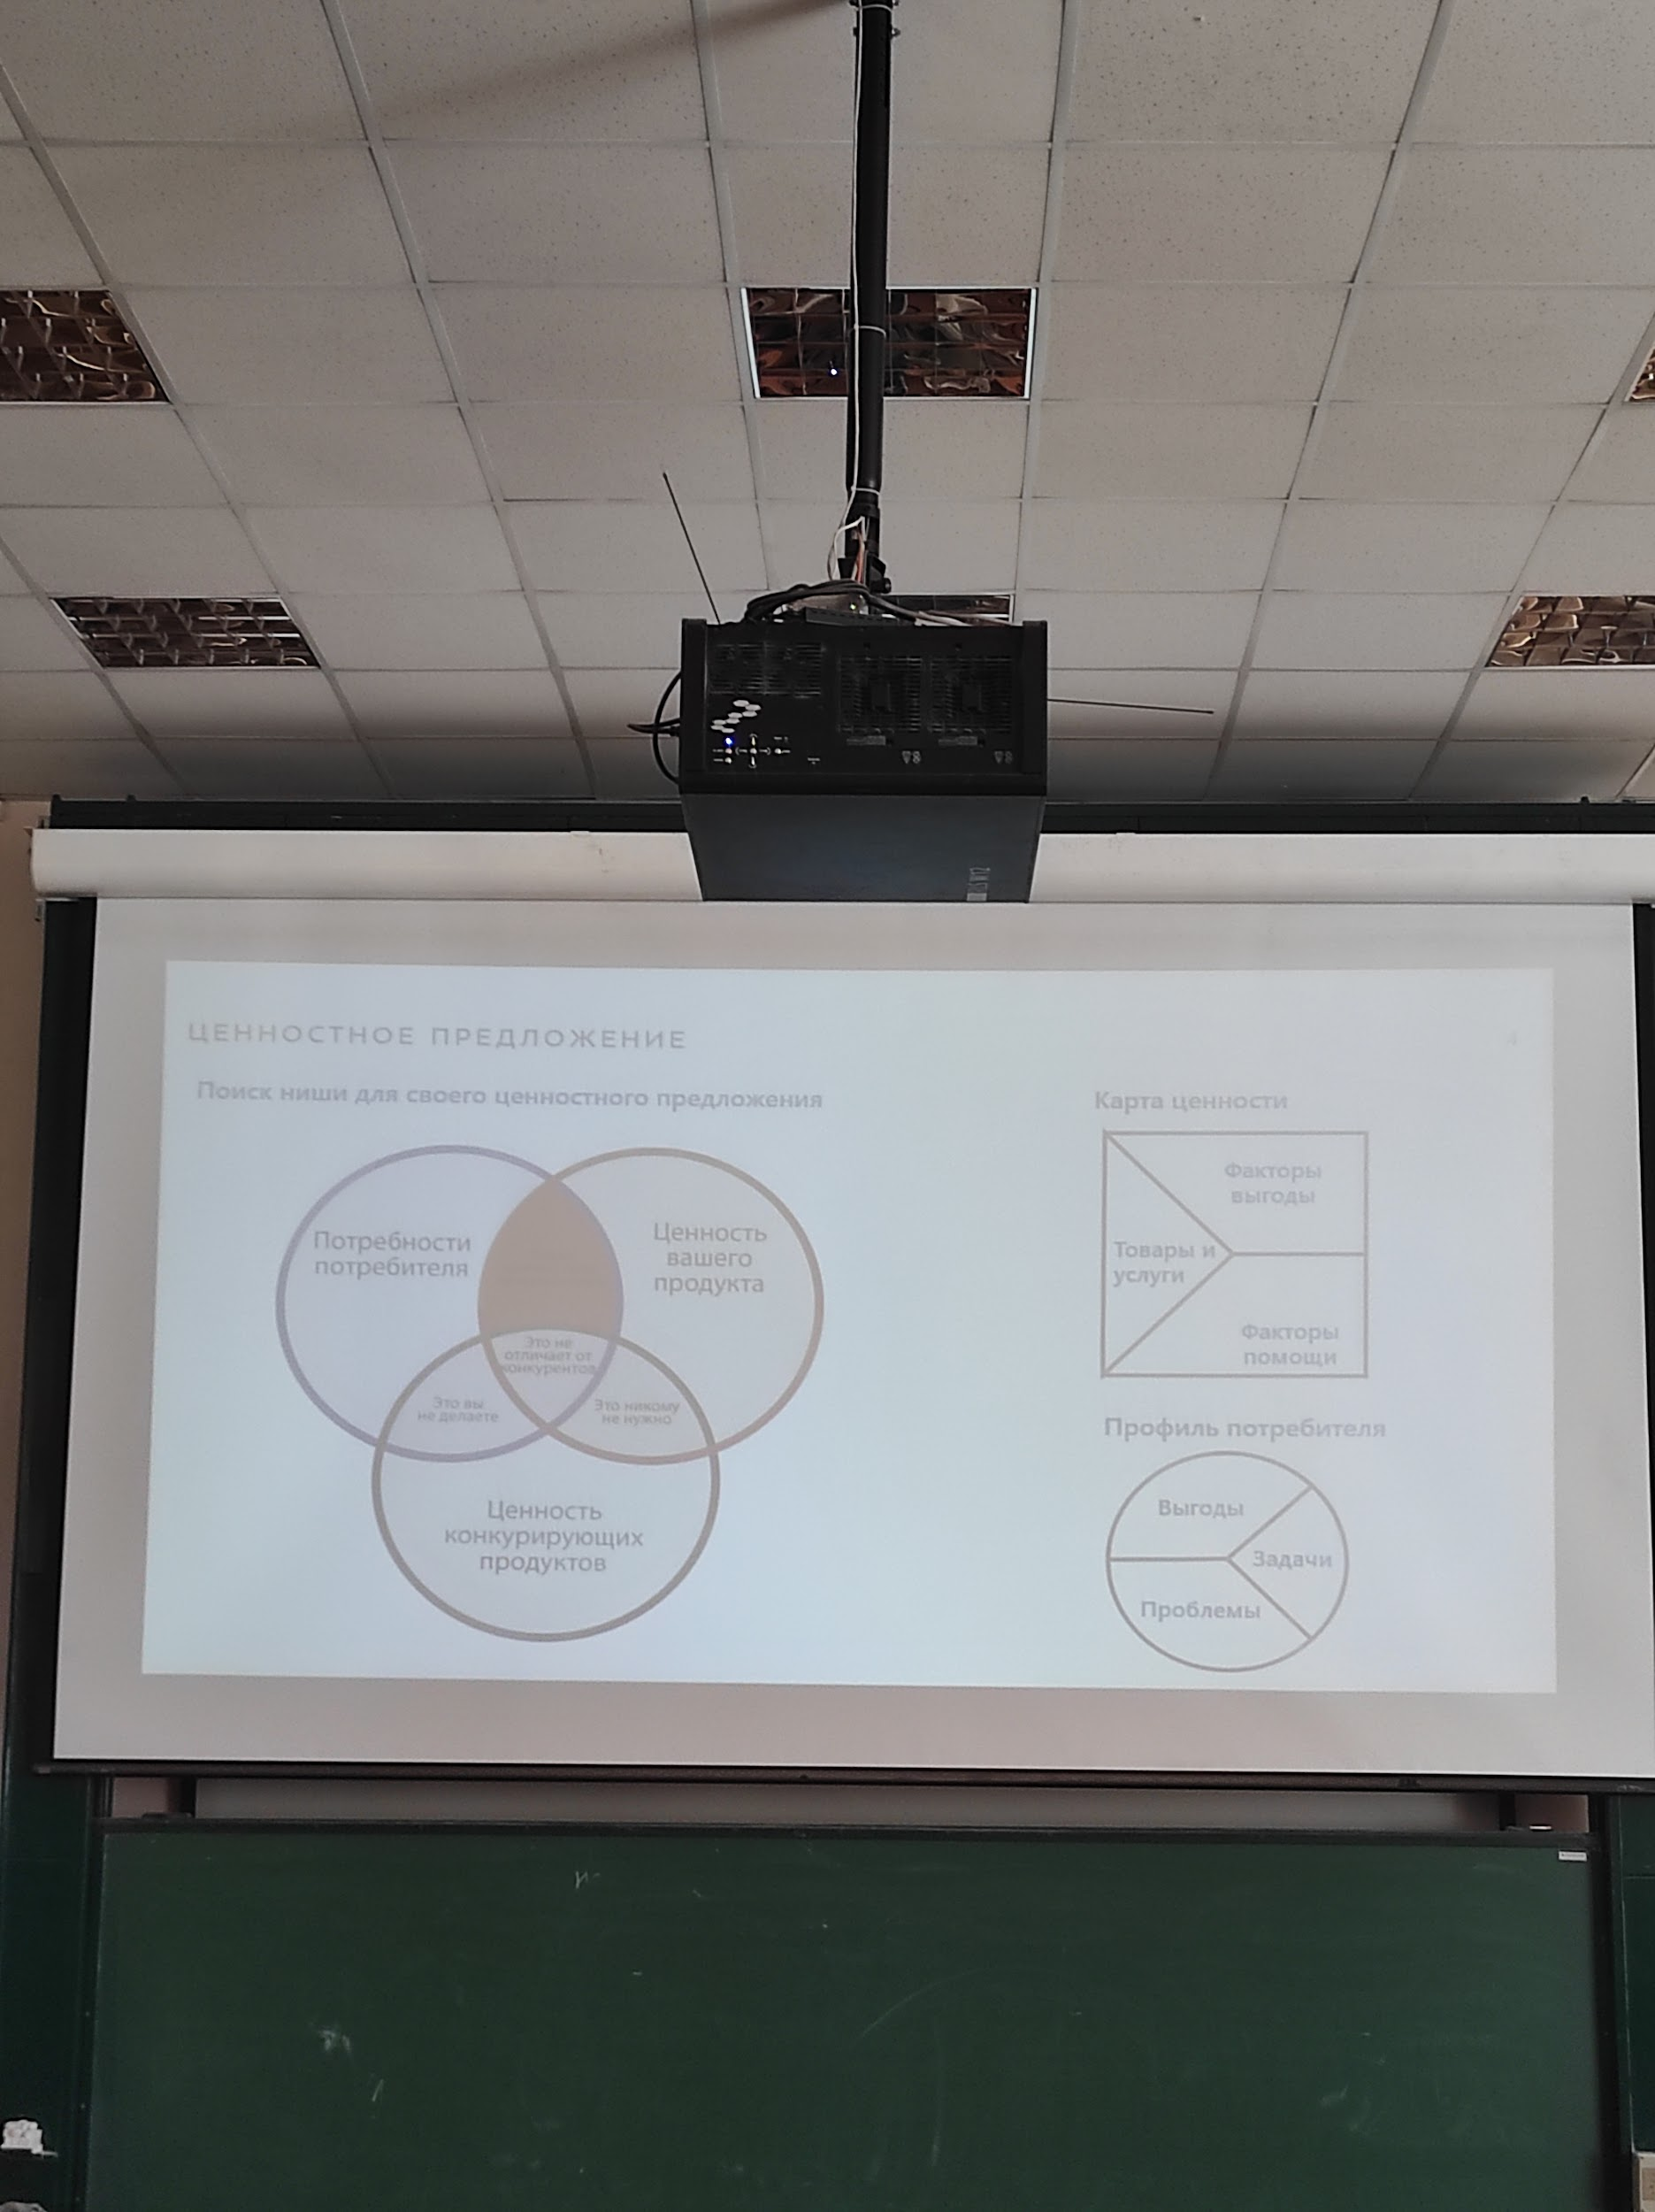 ЦЕННОСТНОЕ ПРЕДЛОЖЕНИЕ
4
Поиск ниши для своего ценностного предложения
Потребности
потребителя
Ценность
вашего
продукта
Это не
отличает от
конкурентов
Это вы
не делаете
Это никому
не нужно
Ценность
конкурирующих
продуктов
Карта ценности
Факторы
выгоды
Товары и
услуги
Факторы
помощи
Профиль потребителя
Выгоды
Задачи
Проблемы